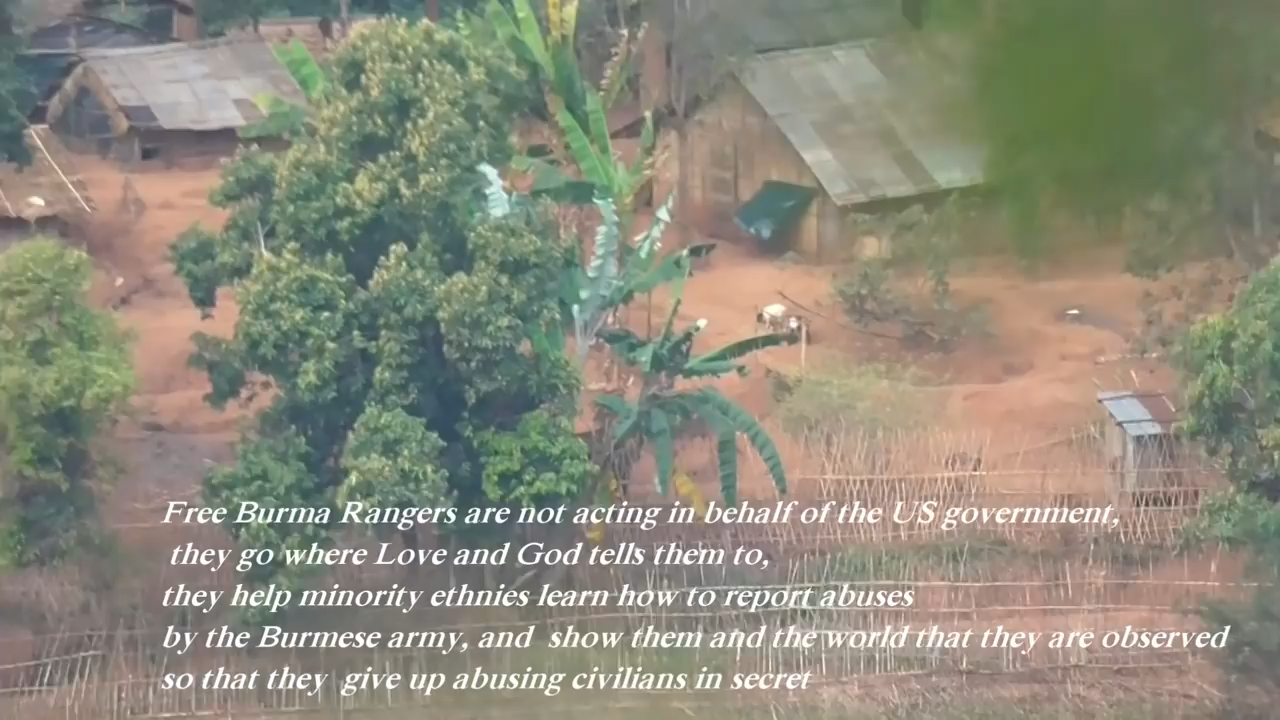 Free Burma Rangers are not acting in behalf of the US government,
they go where Love and God tells them to,
they help minority ethnies learn how to report abuses
by the Burmese army, and show them and the world that they are observed
so that they give up abusing civilians in secret